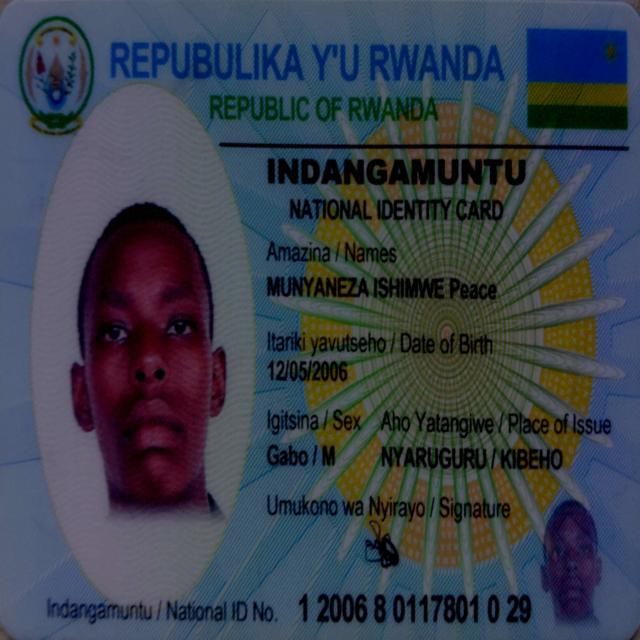 REPUBULIKA Y'U RWANDA
REPUBLIC OF RWANDA
INDANGAMUNTU
NATIONAL IDENTITY CARD
Amazina / Names
MUNYANEZA ISHIMWE Peace
Itariki yavutseho / Date of Birth
12/05/2006
Igitsina / Sex Aho Yatangiwe / Place of Issue
Gabo / M NYARUGURU / KIBEHO
Umukono wa Nyirayo / Signature
Indangamuntu / National ID No. 1 2006 8 0117801 0 29